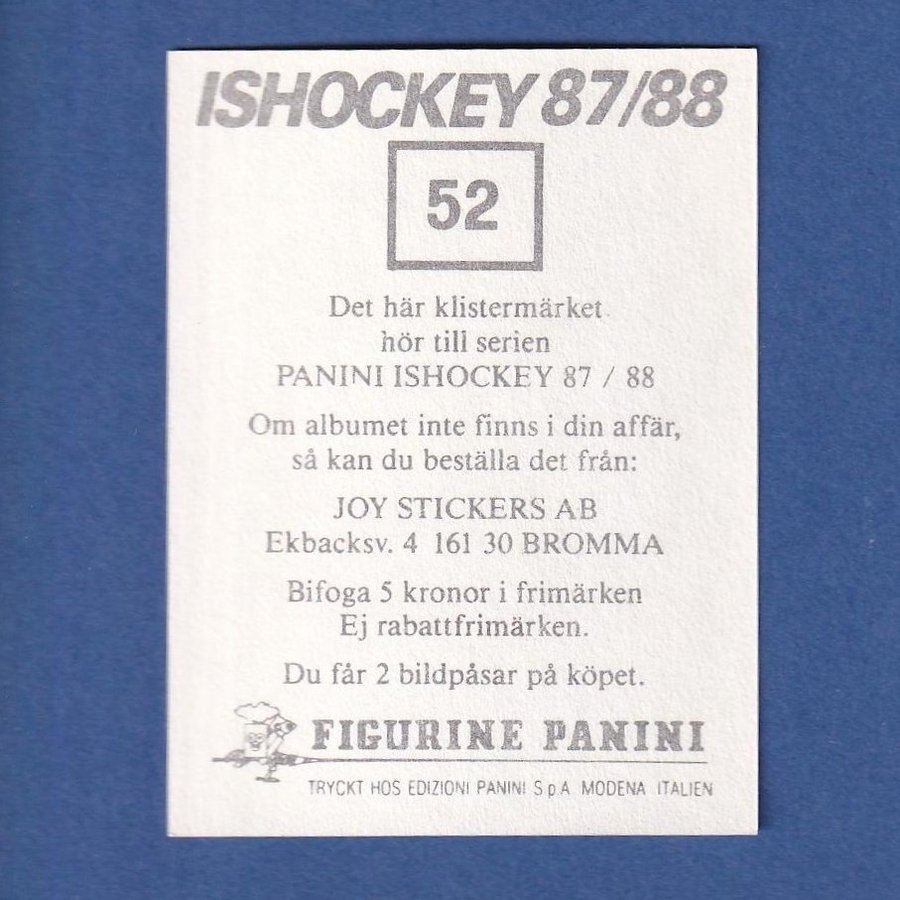 ISHOCKEY 87/88
52
Det här klistermärket
hör till serien
PANINI ISHOCKEY 87 / 88
Om albumet inte finns i din affär,
så kan du beställa det från:
JOY STICKERS AB
Ekbacksv. 4 161 30 BROMMA
Bifoga 5 kronor i frimärken
Ej rabattfrimärken.
Du får 2 bildpåsar på köpet.
FIGURINE PANINI
TRYCKT HOS EDIZIONI PANINI S p A MODENA ITALIEN